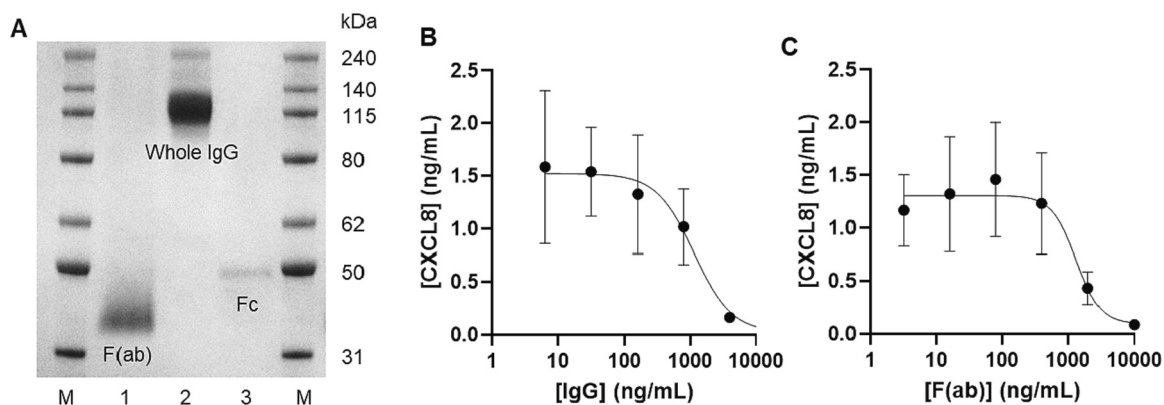 A
kDa
240
140
115
80
62
50
31
Whole IgG
F(ab)
Fc
M 1 2 3 M
B
[CXCL8] (ng/mL)
2.5
2.0
1.5
1.0
0.5
0.0
1 10 100 1000 10000
[IgG] (ng/mL)
C
[CXCL8] (ng/mL)
2.5
2.0
1.5
1.0
0.5
0.0
1 10 100 1000 10000
[F(ab)] (ng/mL)